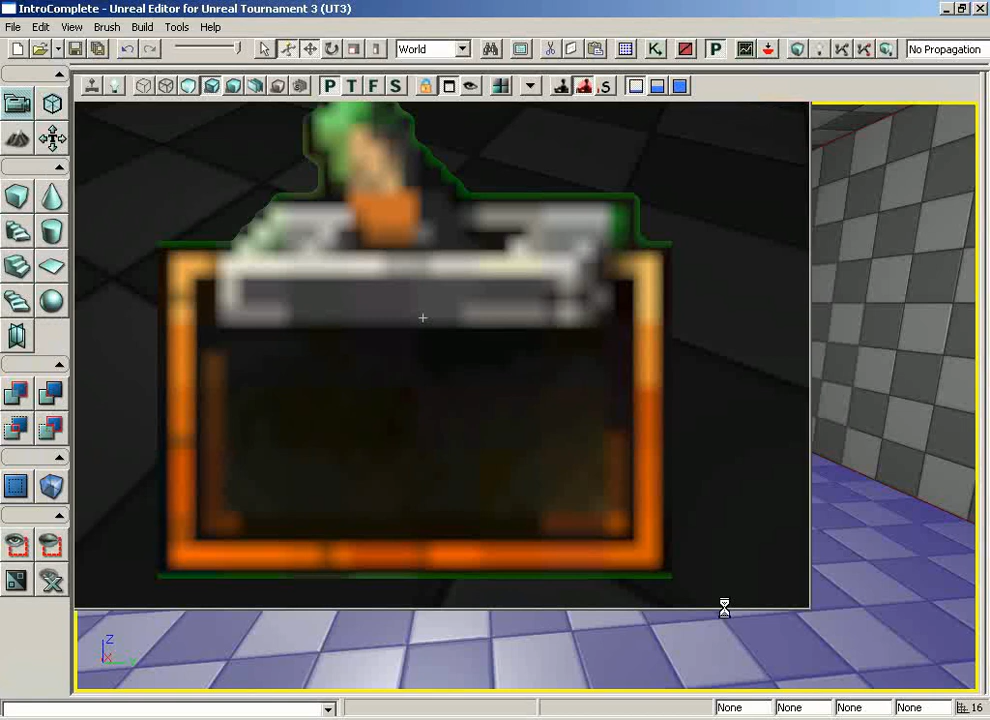 IntroComplete - Unreal Editor for Unreal Tournament 3 (UT3)
File Edit View Brush Build Tools Help
World No Propagation
P T F S S
Z
X
None None None None 16